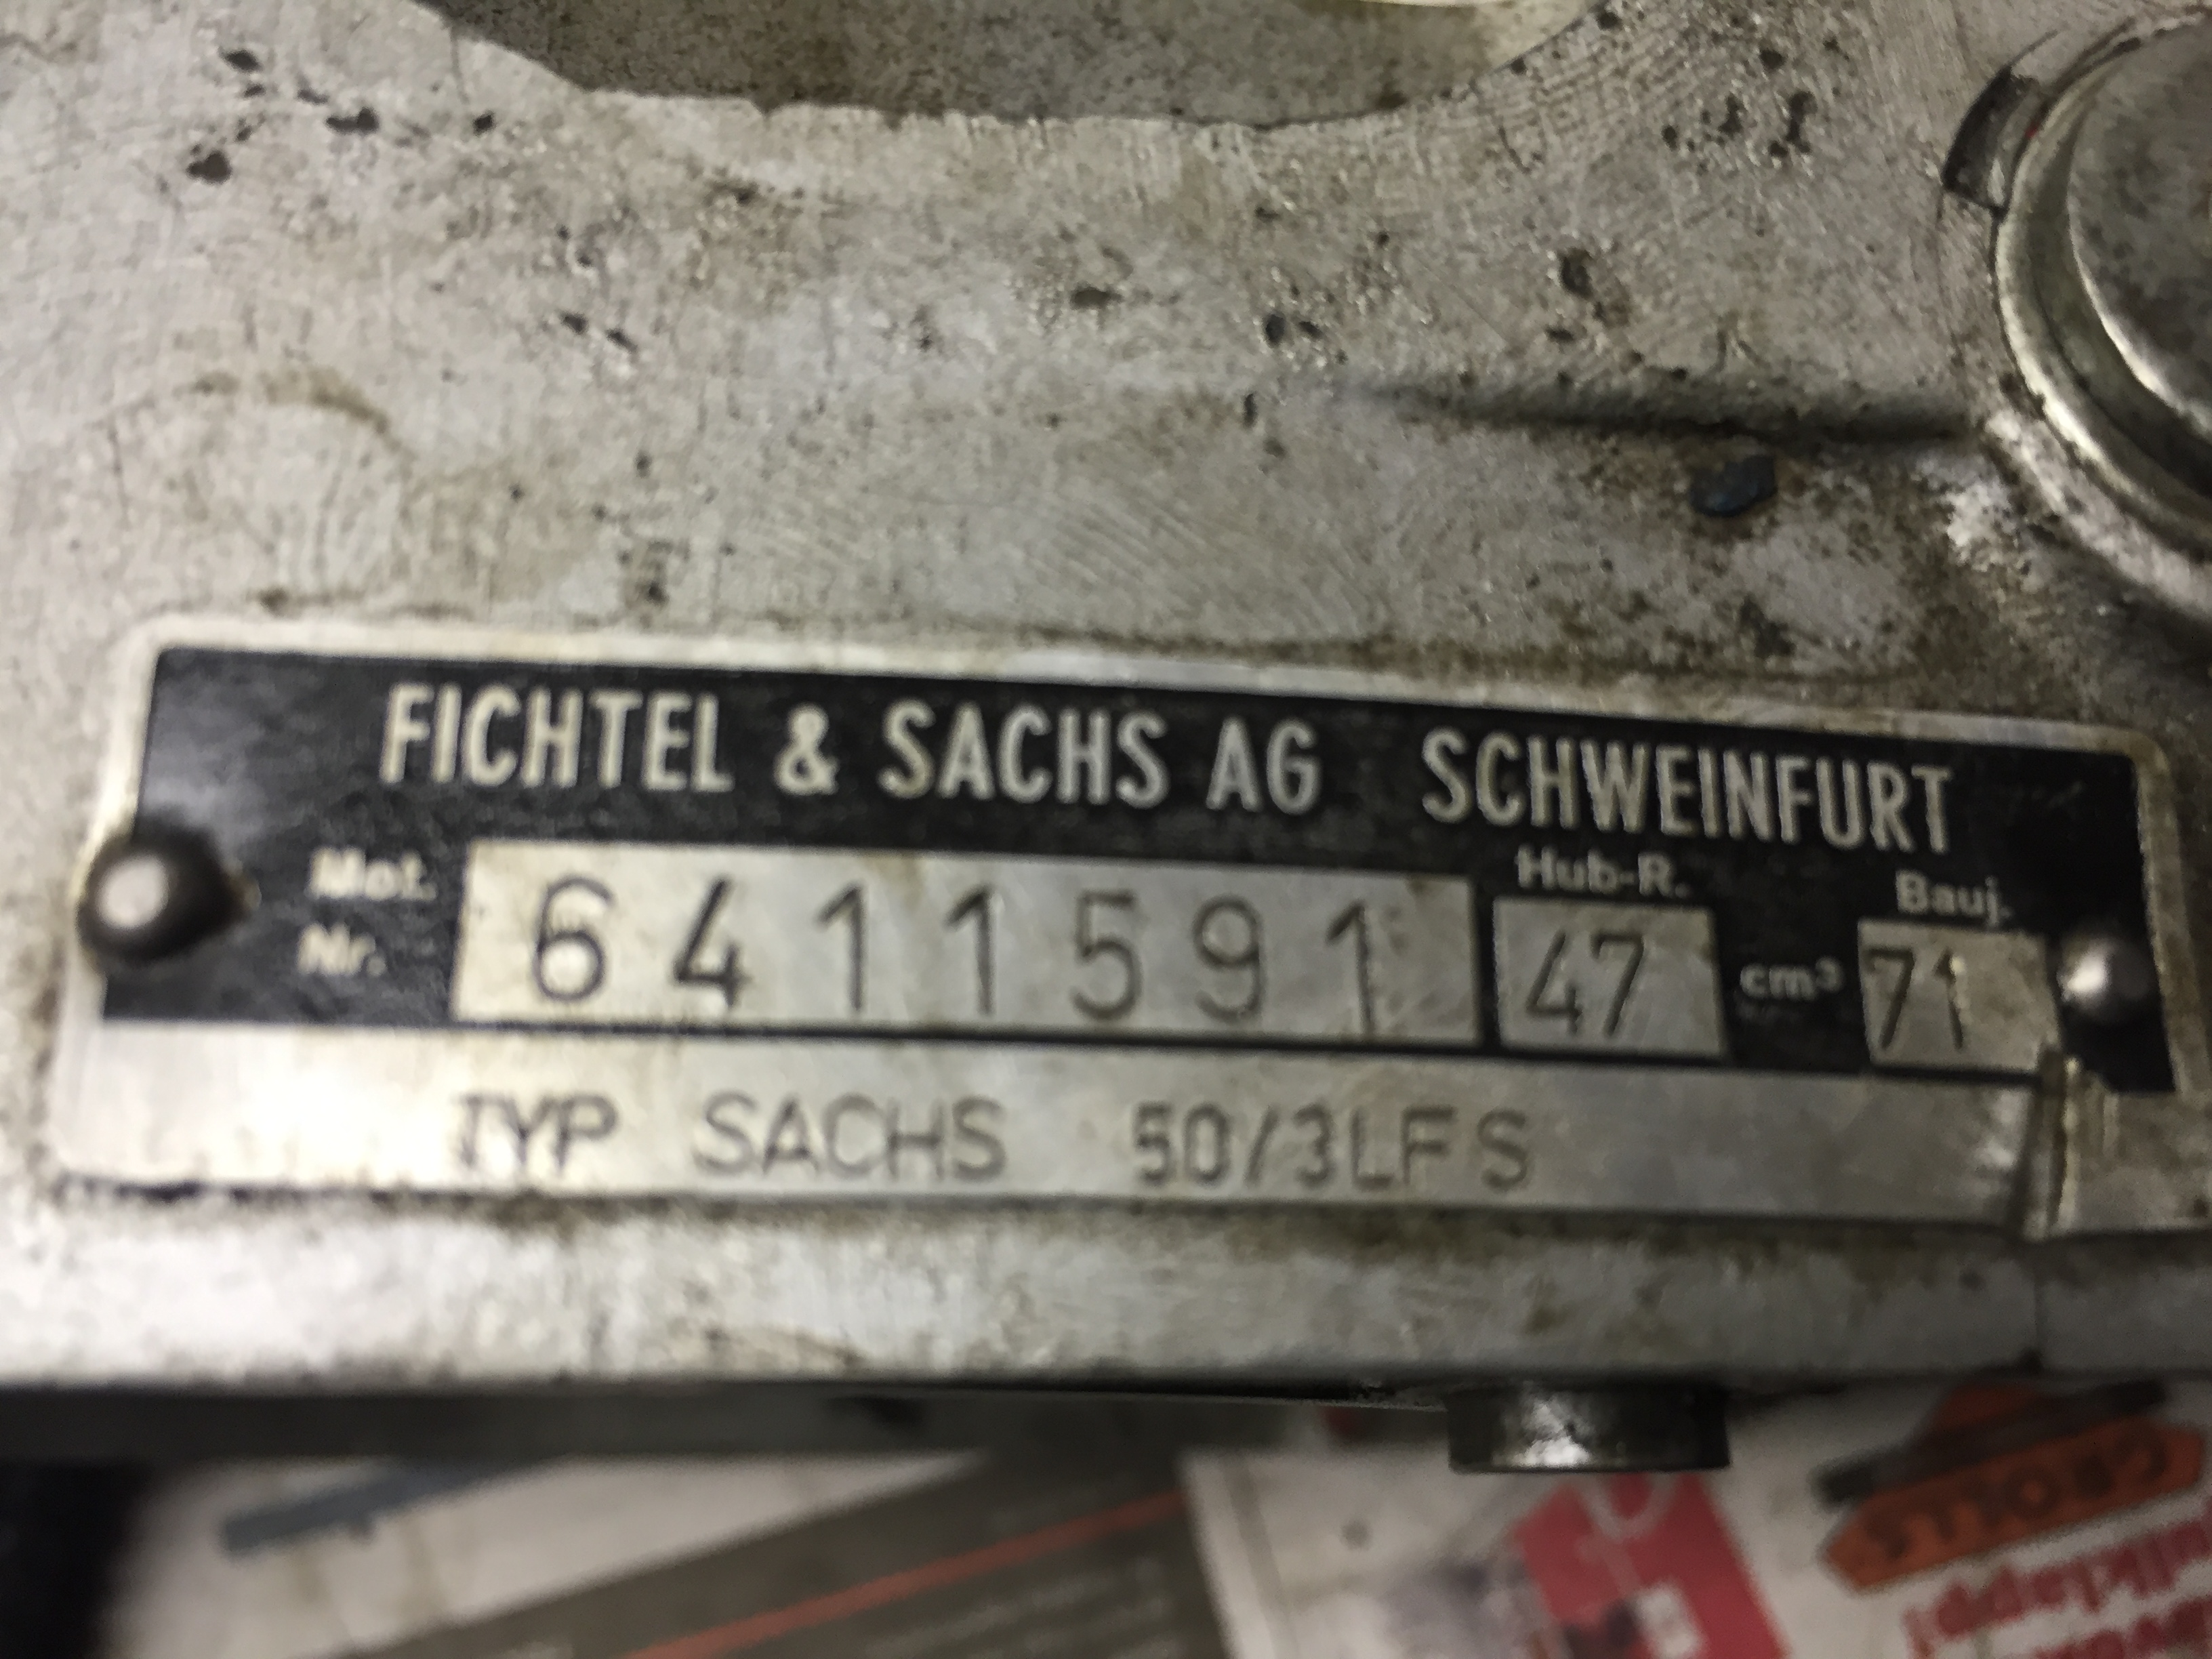 FICHTEL & SACHS AG SCHWEINFURT
Mot. Nr. 6411591 Hub-R. 47 cm³ Bauj. 71
TYP SACHS 50/3LFS